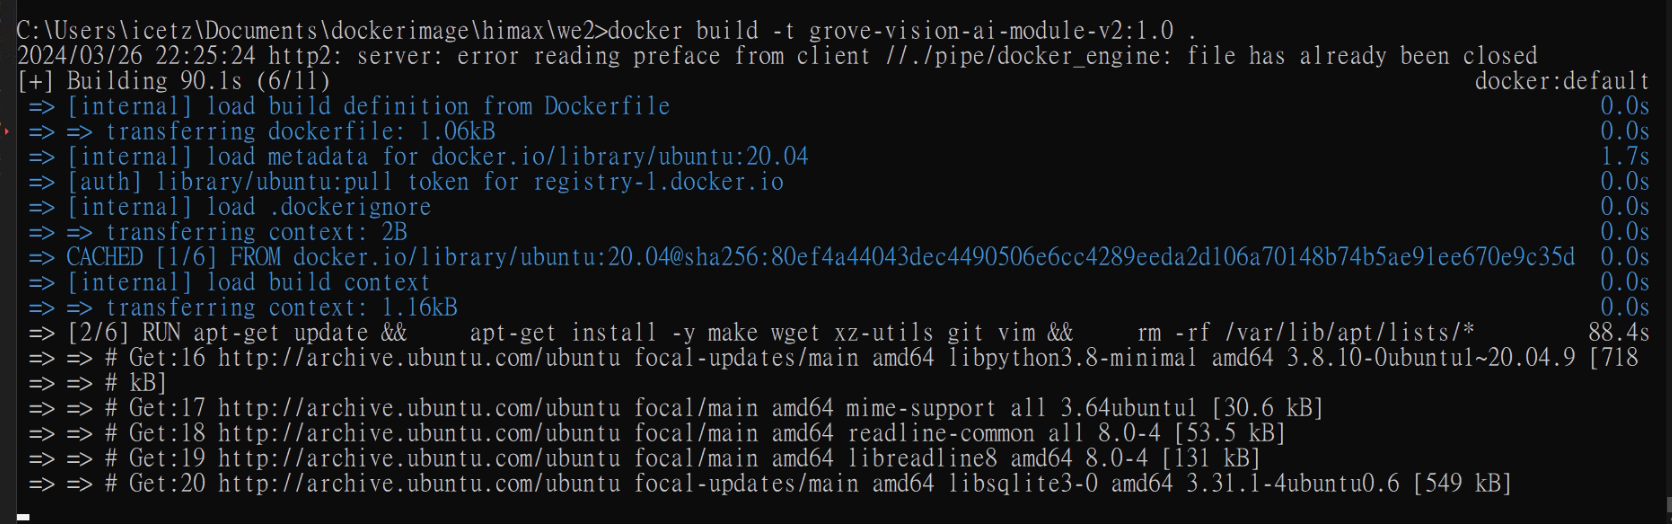 C:\Users\icetz\Documents\dockerimage\himax\we2>docker build -t grove-vision-ai-module-v2:1.0 .
2024/03/26 22:25:24 http2: server: error reading preface from client //./pipe/docker_engine: file has already been closed
[+] Building 90.1s (6/11) docker:default
=> [internal] load build definition from Dockerfile 0.0s
=> => transferring dockerfile: 1.06kB 0.0s
=> [internal] load metadata for docker.io/library/ubuntu:20.04 1.7s
=> [auth] library/ubuntu:pull token for registry-1.docker.io 0.0s
=> [internal] load .dockerignore 0.0s
=> => transferring context: 2B 0.0s
=> CACHED [1/6] FROM docker.io/library/ubuntu:20.04@sha256:80ef4a44043dec4490506e6cc4289eeda2d106a70148b74b5ae91ee670e9c35d 0.0s
=> [internal] load build context 0.0s
=> => transferring context: 1.16kB 0.0s
=> [2/6] RUN apt-get update &&     apt-get install -y make wget xz-utils git vim &&     rm -rf /var/lib/apt/lists/* 88.4s
=> => # Get:16 http://archive.ubuntu.com/ubuntu focal-updates/main amd64 libpython3.8-minimal amd64 3.8.10-0ubuntu1~20.04.9 [718
=> => # kB]
=> => # Get:17 http://archive.ubuntu.com/ubuntu focal/main amd64 mime-support all 3.64ubuntu1 [30.6 kB]
=> => # Get:18 http://archive.ubuntu.com/ubuntu focal/main amd64 readline-common all 8.0-4 [53.5 kB]
=> => # Get:19 http://archive.ubuntu.com/ubuntu focal/main amd64 libreadline8 amd64 8.0-4 [131 kB]
=> => # Get:20 http://archive.ubuntu.com/ubuntu focal-updates/main amd64 libsqlite3-0 amd64 3.31.1-4ubuntu0.6 [549 kB]